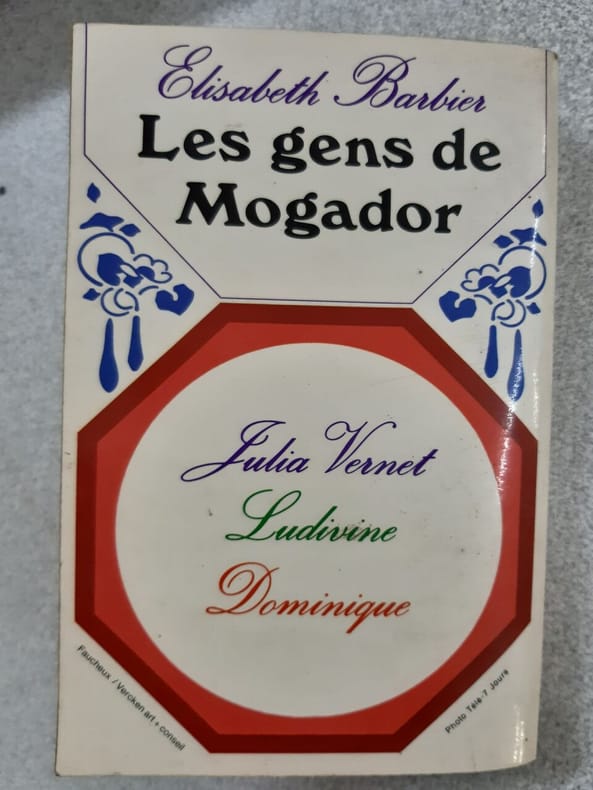 Elisabeth Barbier
Les gens de
Mogador
Julia Vernet
Ludivine
Dominique
Faucheux / Vercken art + conseil
Photo Télé-7 Jours